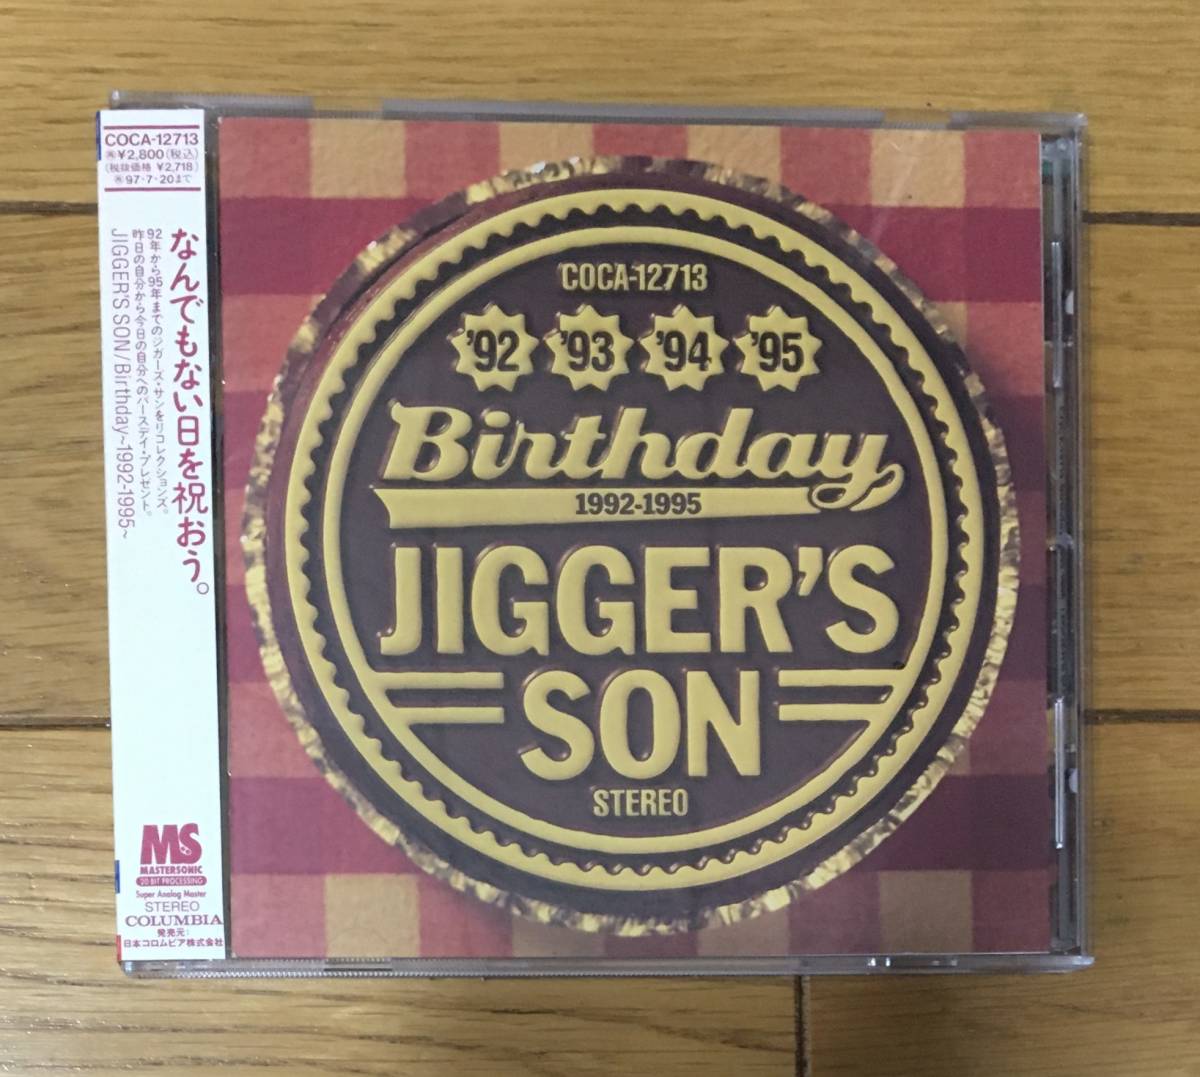 COCA-12713
㊖¥2,800(税込)
(税抜価格 ¥2,718)
㊖97・7・20まで
なんでもない日を祝おう。
92年から95年までのジガーズ・サンをリコレクションズ。
昨日の自分から今日の自分へのバースデイ・プレゼント。
JIGGER'S SON/Birthday~1992-1995~
MS
MASTERSONIC
20 BIT PROCESSING
Super Analog Master
STEREO
COLUMBIA
発売元:
日本コロムビア株式会社
COCA-12713
'92 '93 '94 '95
Birthday
1992-1995
JIGGER'S
SON
STEREO